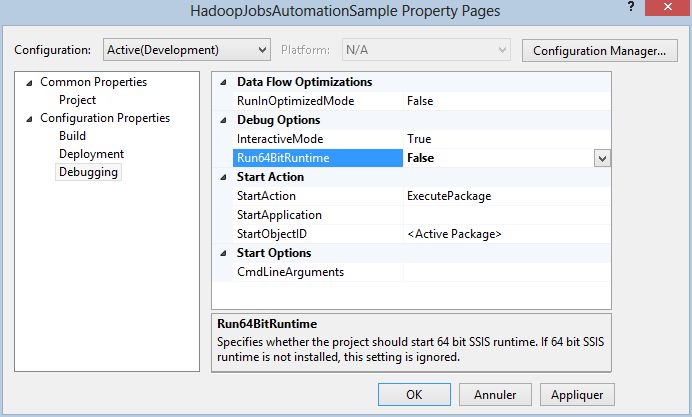 HadoopJobsAutomationSample Property Pages
? ×
Configuration: Active(Development) Platform: N/A Configuration Manager...
Common Properties
Project
Configuration Properties
Build
Deployment
Debugging
Data Flow Optimizations
RunInOptimizedMode False
Debug Options
InteractiveMode True
Run64BitRuntime False
Start Action
StartAction ExecutePackage
StartApplication
StartObjectID <Active Package>
Start Options
CmdLineArguments
Run64BitRuntime
Specifies whether the project should start 64 bit SSIS runtime. If 64 bit SSIS
runtime is not installed, this setting is ignored.
OK Annuler Appliquer